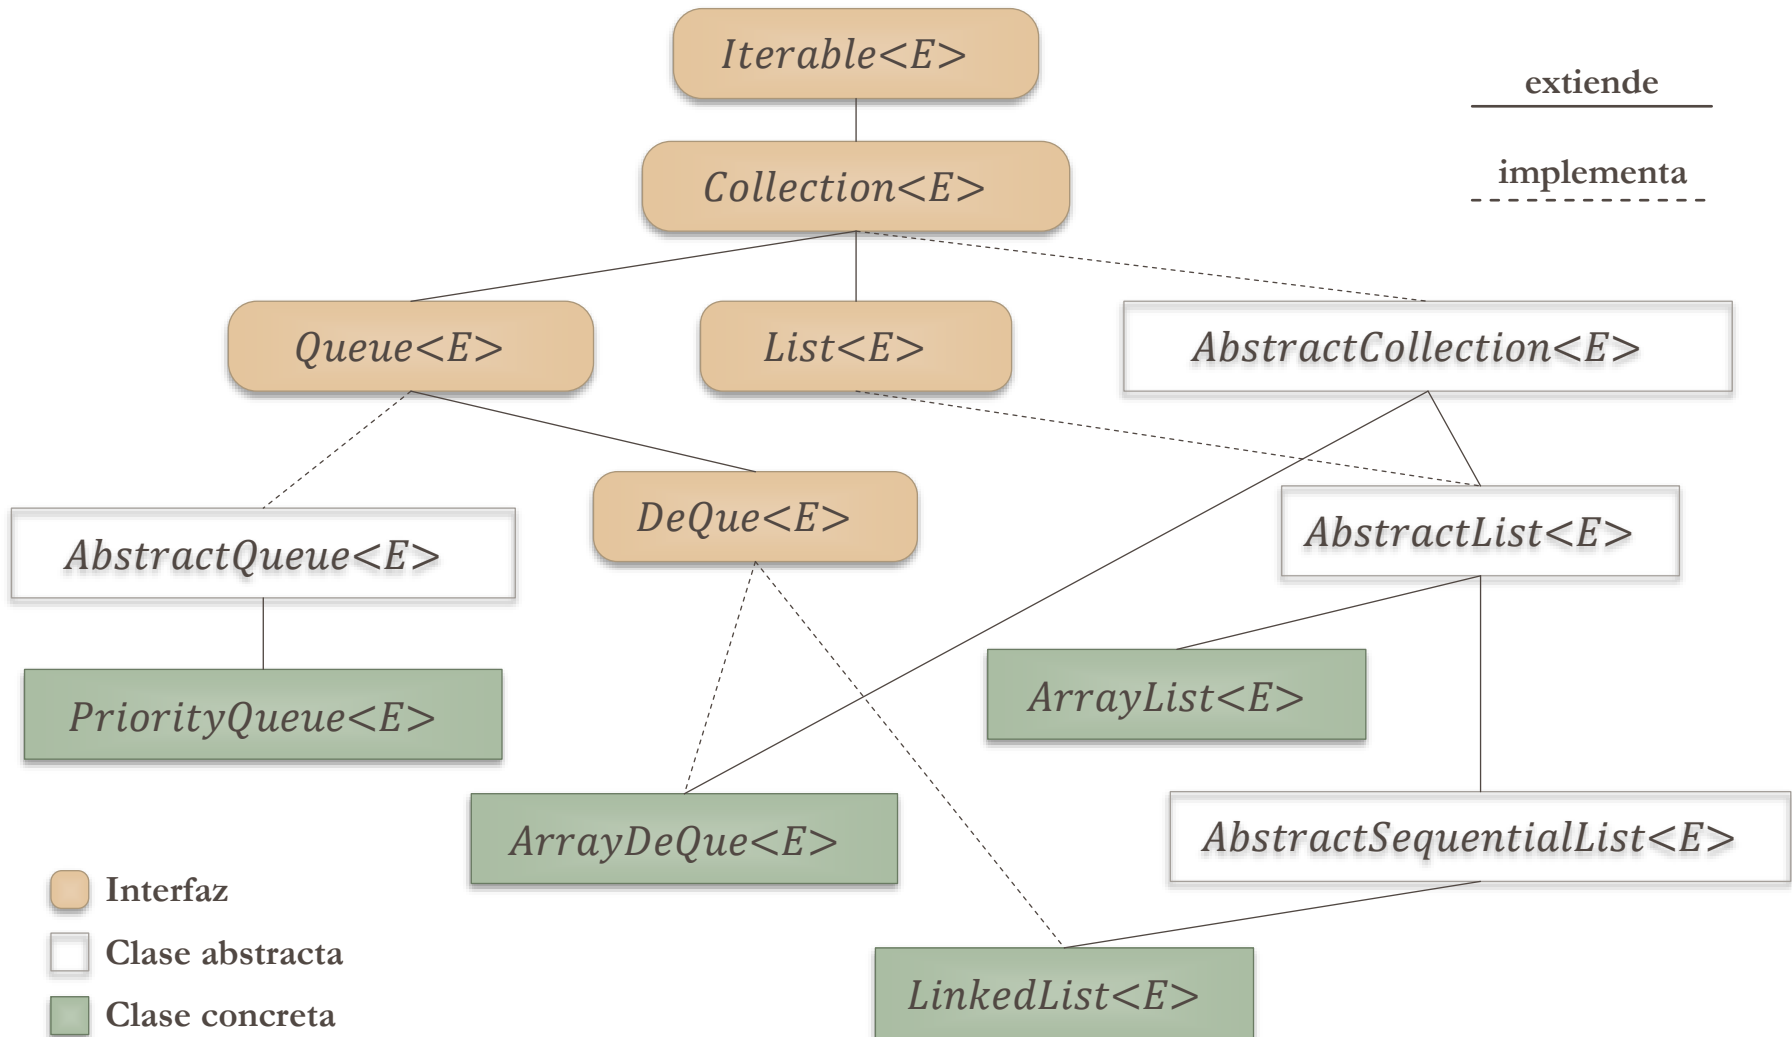 Iterable<E>
extiende
Collection<E>
implementa
Queue<E>
List<E>
AbstractCollection<E>
DeQue<E>
AbstractList<E>
AbstractQueue<E>
ArrayList<E>
PriorityQueue<E>
ArrayDeQue<E>
AbstractSequentialList<E>
Interfaz
Clase abstracta
LinkedList<E>
Clase concreta